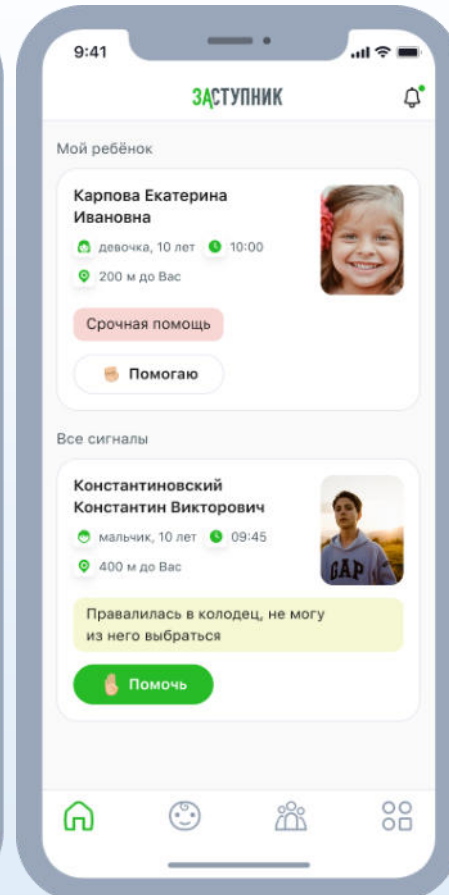 9:41
ЗАСТУПНИК
Мой ребёнок
Карпова Екатерина
Ивановна
девочка, 10 лет 10:00
200 м до Вас
Срочная помощь
Помогаю
Все сигналы
Константиновский
Константин Викторович
мальчик, 10 лет 09:45
400 м до Вас
GAP
Правалилась в колодец, не могу
из него выбраться
Помочь